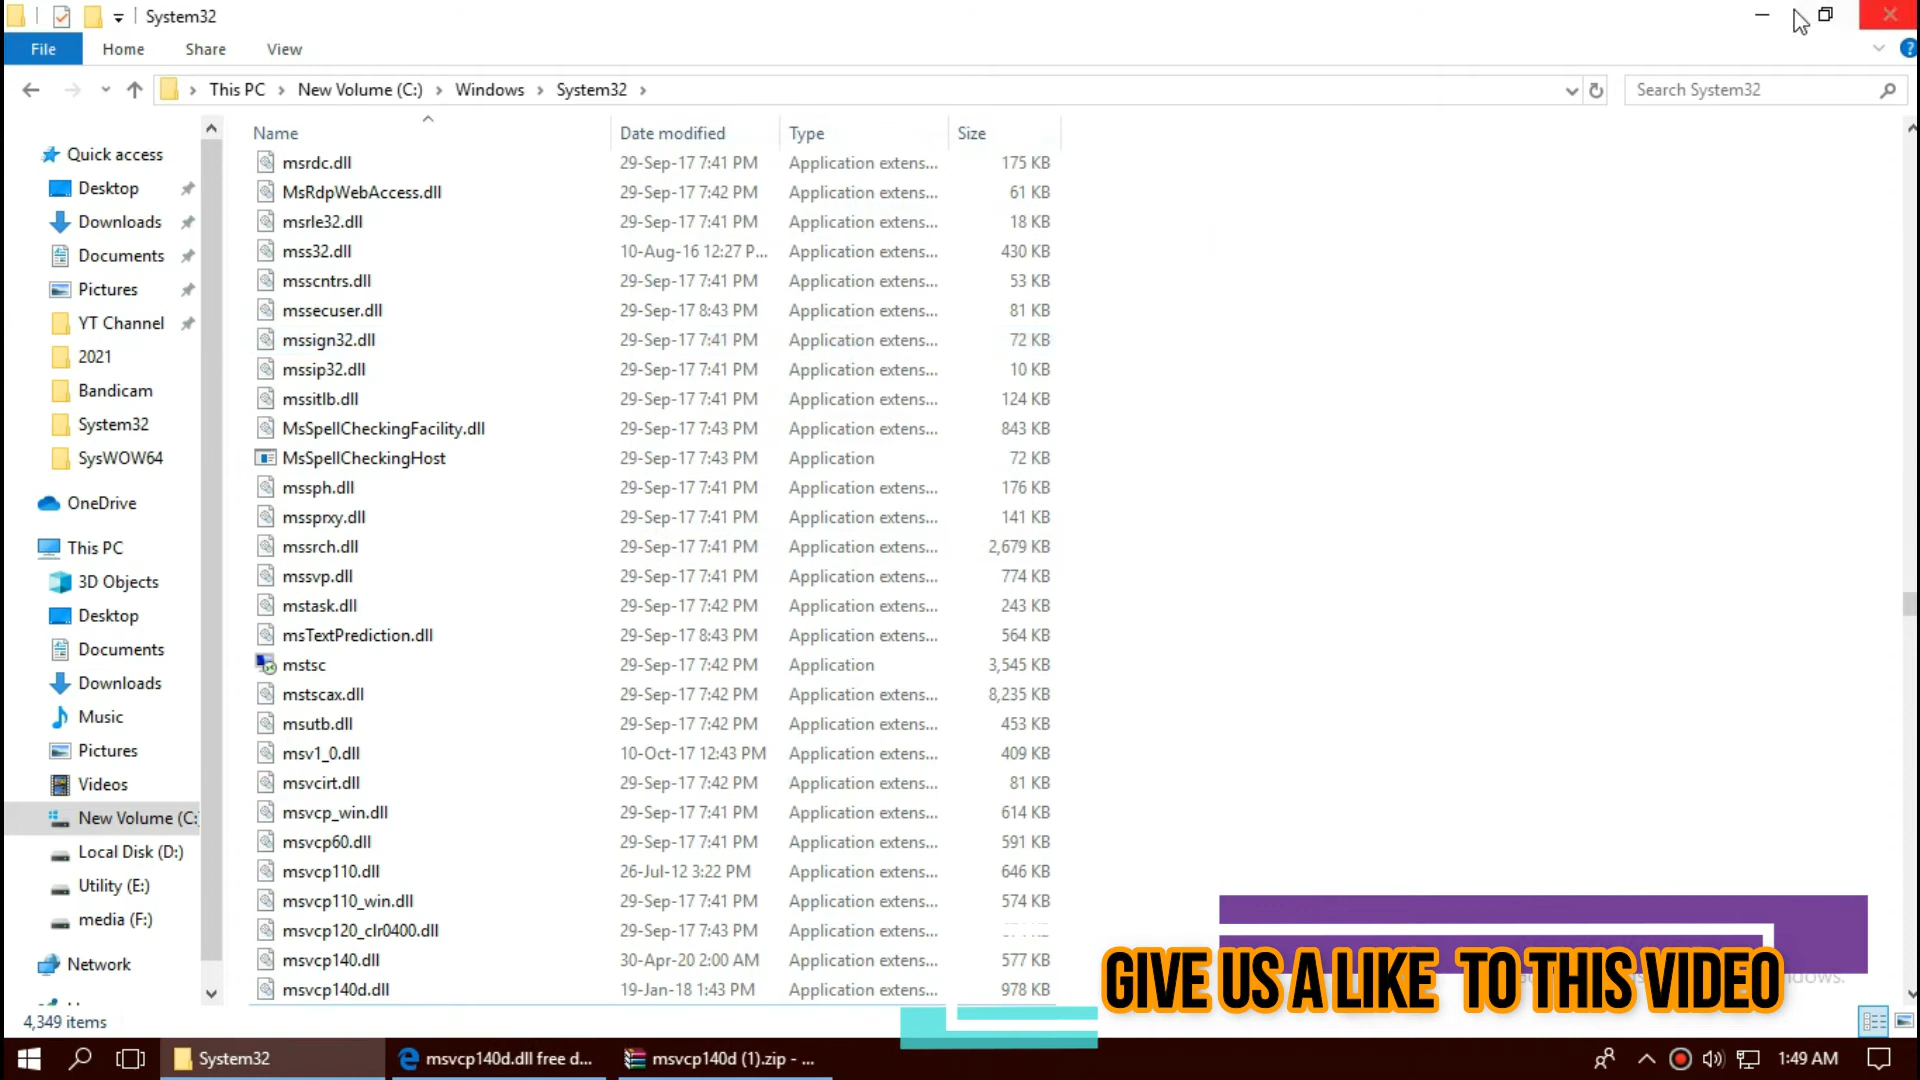 System32
File Home Share View
This PC New Volume (C:) Windows System32
Search System32
Name Date modified Type Size
Quick access
Desktop
Downloads
Documents
Pictures
YT Channel
2021
Bandicam
System32
SysWOW64
OneDrive
This PC
3D Objects
Desktop
Documents
Downloads
Music
Pictures
Videos
New Volume (C:
Local Disk (D:)
Utility (E:)
media (F:)
Network
msrdc.dll 29-Sep-17 7:41 PM Application extens... 175 KB
MsRdpWebAccess.dll 29-Sep-17 7:42 PM Application extens... 61 KB
msrle32.dll 29-Sep-17 7:41 PM Application extens... 18 KB
mss32.dll 10-Aug-16 12:27 P... Application extens... 430 KB
msscntrs.dll 29-Sep-17 7:41 PM Application extens... 53 KB
mssecuser.dll 29-Sep-17 8:43 PM Application extens... 81 KB
mssign32.dll 29-Sep-17 7:41 PM Application extens... 72 KB
mssip32.dll 29-Sep-17 7:41 PM Application extens... 10 KB
mssitlb.dll 29-Sep-17 7:41 PM Application extens... 124 KB
MsSpellCheckingFacility.dll 29-Sep-17 7:43 PM Application extens... 843 KB
MsSpellCheckingHost 29-Sep-17 7:43 PM Application 72 KB
mssph.dll 29-Sep-17 7:41 PM Application extens... 176 KB
mssprxy.dll 29-Sep-17 7:41 PM Application extens... 141 KB
mssrch.dll 29-Sep-17 7:41 PM Application extens... 2,679 KB
mssvp.dll 29-Sep-17 7:41 PM Application extens... 774 KB
mstask.dll 29-Sep-17 7:42 PM Application extens... 243 KB
msTextPrediction.dll 29-Sep-17 8:43 PM Application extens... 564 KB
mstsc 29-Sep-17 7:42 PM Application 3,545 KB
mstscax.dll 29-Sep-17 7:42 PM Application extens... 8,235 KB
msutb.dll 29-Sep-17 7:42 PM Application extens... 453 KB
msv1_0.dll 10-Oct-17 12:43 PM Application extens... 409 KB
msvcirt.dll 29-Sep-17 7:42 PM Application extens... 81 KB
msvcp_win.dll 29-Sep-17 7:41 PM Application extens... 614 KB
msvcp60.dll 29-Sep-17 7:41 PM Application extens... 591 KB
msvcp110.dll 26-Jul-12 3:22 PM Application extens... 646 KB
msvcp110_win.dll 29-Sep-17 7:41 PM Application extens... 574 KB
msvcp120_clr0400.dll 29-Sep-17 7:43 PM Application extens...
msvcp140.dll 30-Apr-20 2:00 AM Application extens... 577 KB
msvcp140d.dll 19-Jan-18 1:43 PM Application extens... 978 KB
GIVE US A LIKE TO THIS VIDEO
4,349 items
System32 msvcp140d.dll free d... msvcp140d (1).zip - ... 1:49 AM